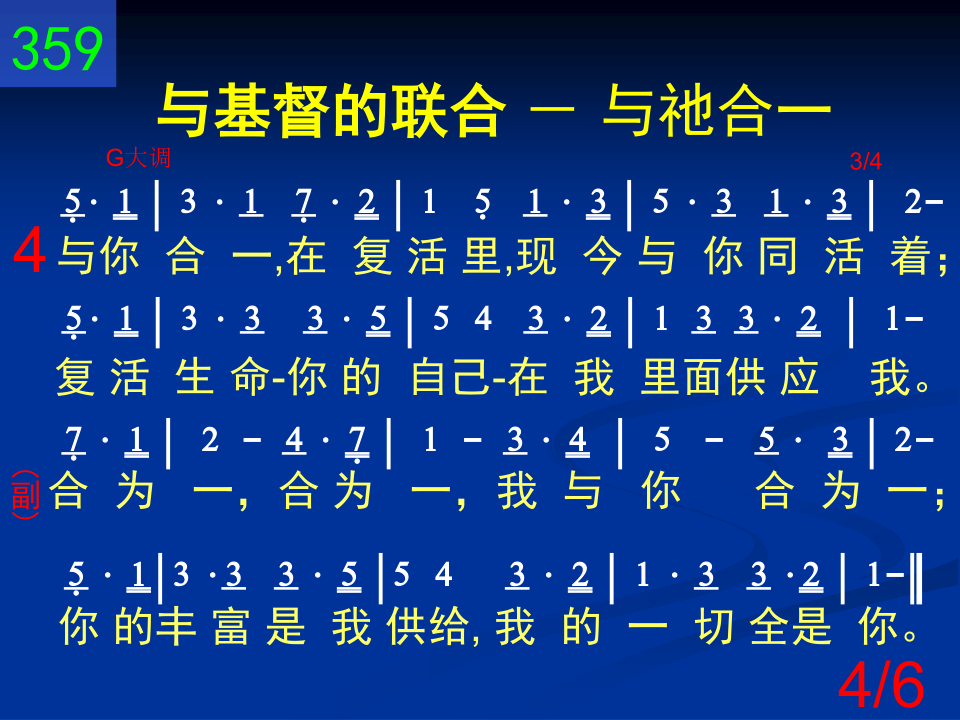 359
与基督的联合 － 与祂合一
G大调 3/4
5· 1 | 3 · 1 7 · 2 | 1 5 1 · 3 | 5 · 3 1 · 3 | 2-
4 与你 合 一,在 复 活 里,现 今 与 你 同 活 着；
5· 1 | 3 · 3 3 · 5 | 5 4 3 · 2 | 1 3 3 · 2 | 1-
复 活 生 命-你 的 自己-在 我 里面供 应 我。
7 · 1 | 2 - 4 · 7 | 1 - 3 · 4 | 5 - 5 · 3 | 2-
(副) 合 为 一，合 为 一，我 与 你 合 为 一；
5 · 1 | 3 · 3 3 · 5 | 5 4 3 · 2 | 1 · 3 3 · 2 | 1-
你 的丰 富 是 我 供给, 我 的 一 切 全是 你。
4/6